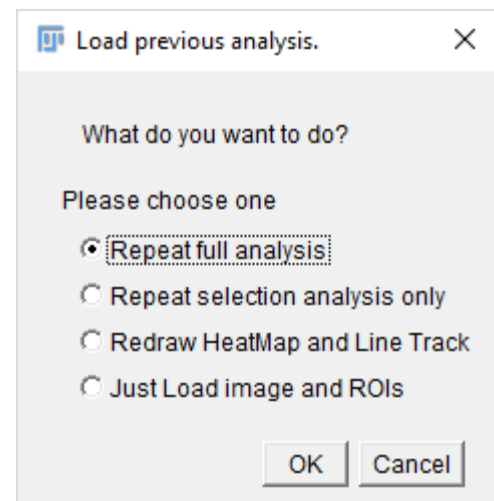 Load previous analysis.
What do you want to do?
Please choose one
Repeat full analysis
Repeat selection analysis only
Redraw HeatMap and Line Track
Just Load image and ROIs
OK Cancel